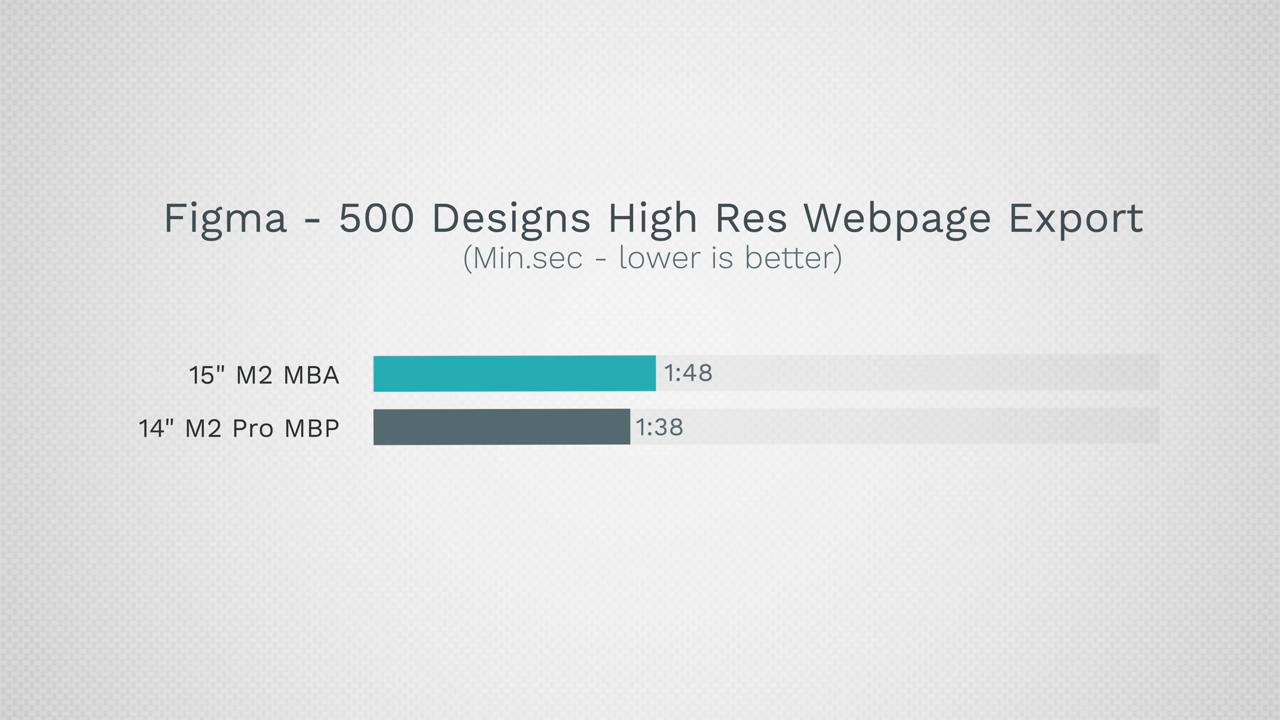 Figma - 500 Designs High Res Webpage Export
(Min.sec - lower is better)
15" M2 MBA 1:48
14" M2 Pro MBP 1:38